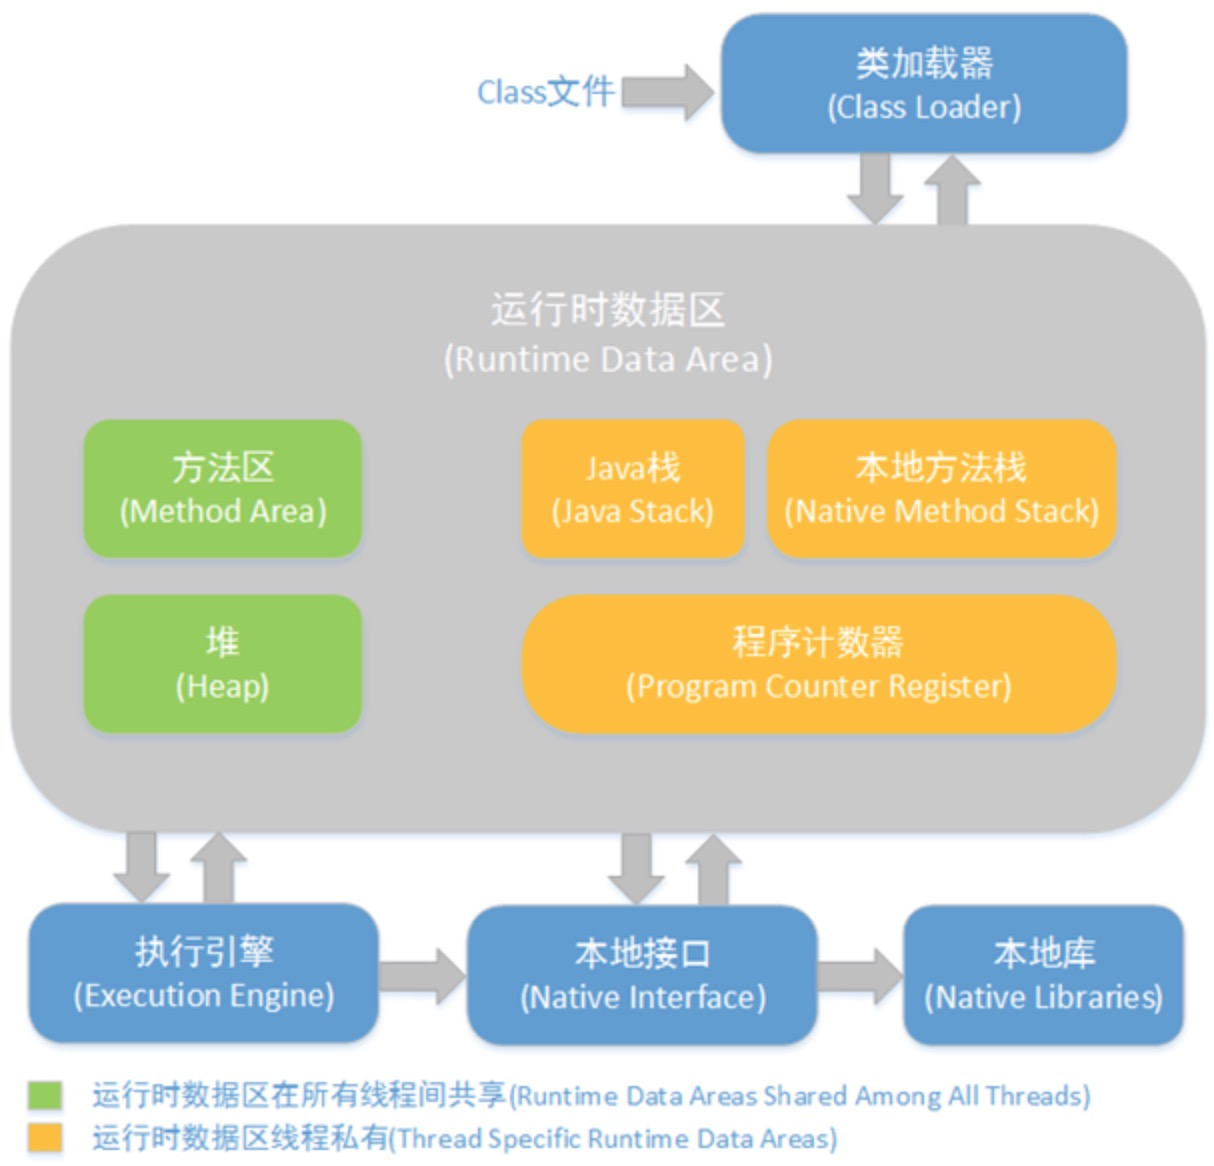 类加载器
Class文件
(Class Loader)
运行时数据区
(Runtime Data Area)
方法区
(Method Area)
Java栈
(Java Stack)
本地方法栈
(Native Method Stack)
堆
(Heap)
程序计数器
(Program Counter Register)
执行引擎
(Execution Engine)
本地接口
(Native Interface)
本地库
(Native Libraries)
运行时数据区在所有线程间共享(Runtime Data Areas Shared Among All Threads)
运行时数据区线程私有(Thread Specific Runtime Data Areas)